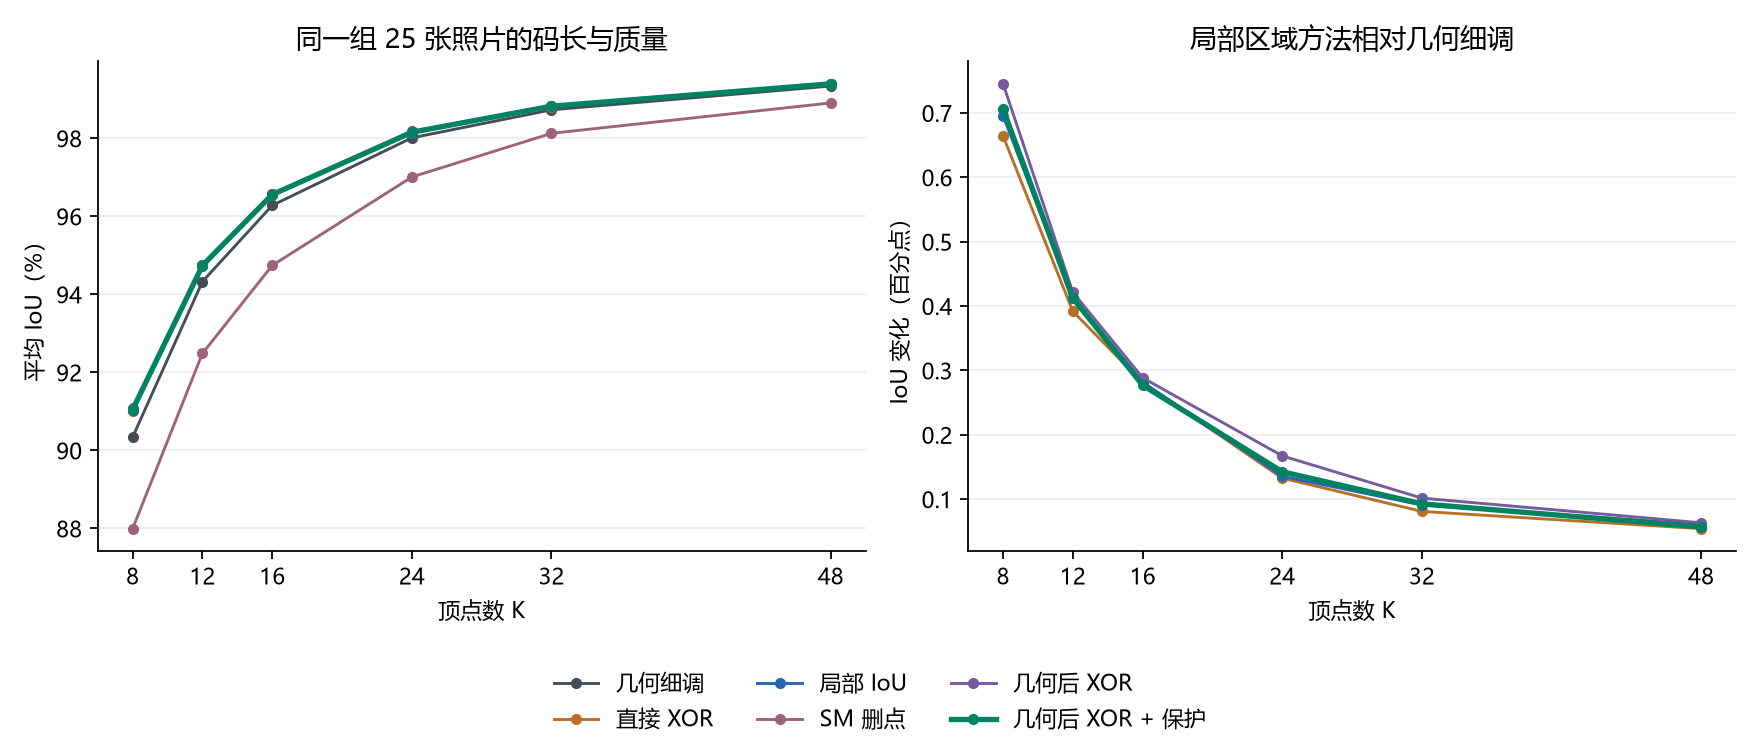 同一组 25 张照片的码长与质量
平均 IoU（%）
98
96
94
92
90
88
8 12 16 24 32 48
顶点数 K
局部区域方法相对几何细调
IoU 变化（百分点）
0.7
0.6
0.5
0.4
0.3
0.2
0.1
8 12 16 24 32 48
顶点数 K
几何细调 局部 IoU 几何后 XOR
直接 XOR SM 删点 几何后 XOR + 保护